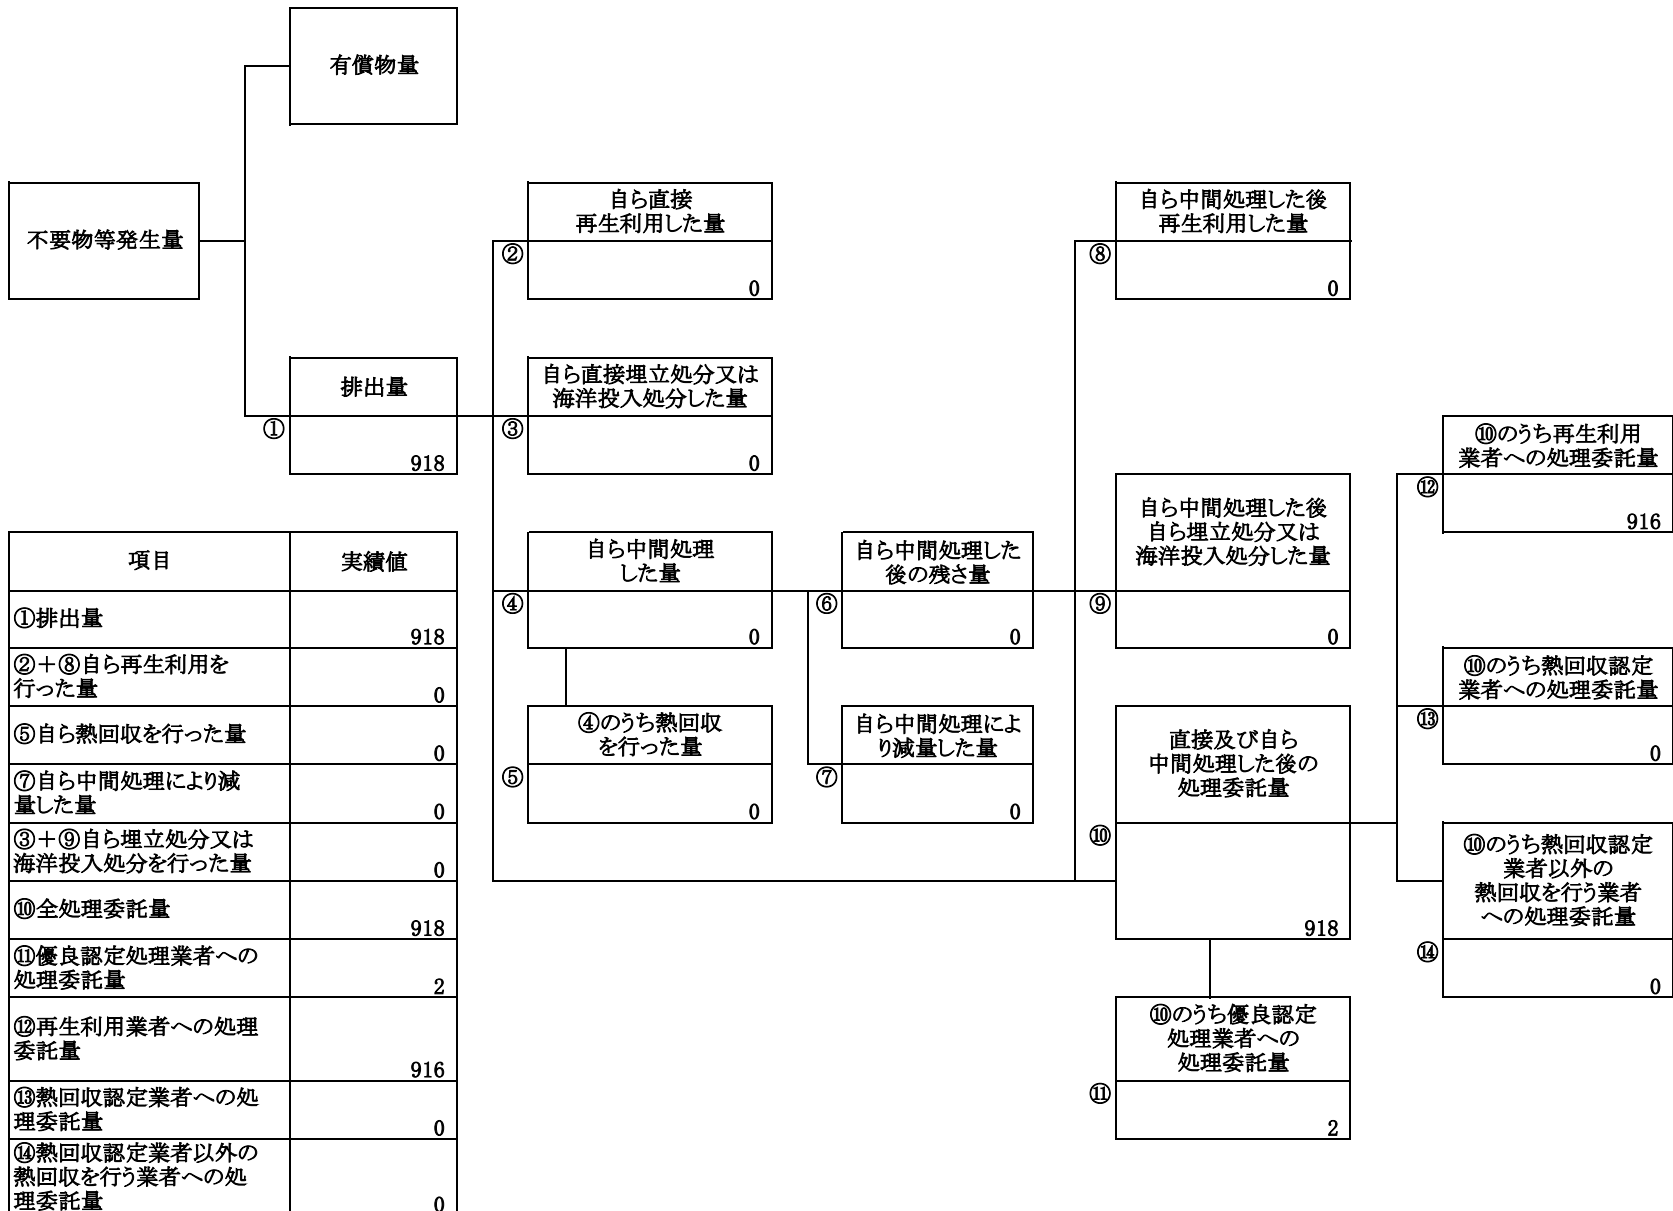 有償物量
不要物等発生量
自ら直接
再生利用した量
②
0
自ら中間処理した後
再生利用した量
⑧
0
排出量
①
918
自ら直接埋立処分又は
海洋投入処分した量
③
0
⑩のうち再生利用
業者への処理委託量
⑫
916
自ら中間処理
した量
④
0
自ら中間処理した
後の残さ量
⑥
0
自ら中間処理した後
自ら埋立処分又は
海洋投入処分した量
⑨
0
⑩のうち熱回収認定
業者への処理委託量
⑬
0
④のうち熱回収
を行った量
⑤
0
自ら中間処理によ
り減量した量
⑦
0
直接及び自ら
中間処理した後の
処理委託量
⑩
918
⑩のうち熱回収認定
業者以外の
熱回収を行う業者
への処理委託量
⑭
0
⑩のうち優良認定
処理業者への
処理委託量
⑪
2
項目 実績値
①排出量
918
②＋⑧自ら再生利用を
行った量
0
⑤自ら熱回収を行った量
0
⑦自ら中間処理により減
量した量
0
③＋⑨自ら埋立処分又は
海洋投入処分を行った量
0
⑩全処理委託量
918
⑪優良認定処理業者への
処理委託量
2
⑫再生利用業者への処理
委託量
916
⑬熱回収認定業者への処
理委託量
0
⑭熱回収認定業者以外の
熱回収を行う業者への処
理委託量
0